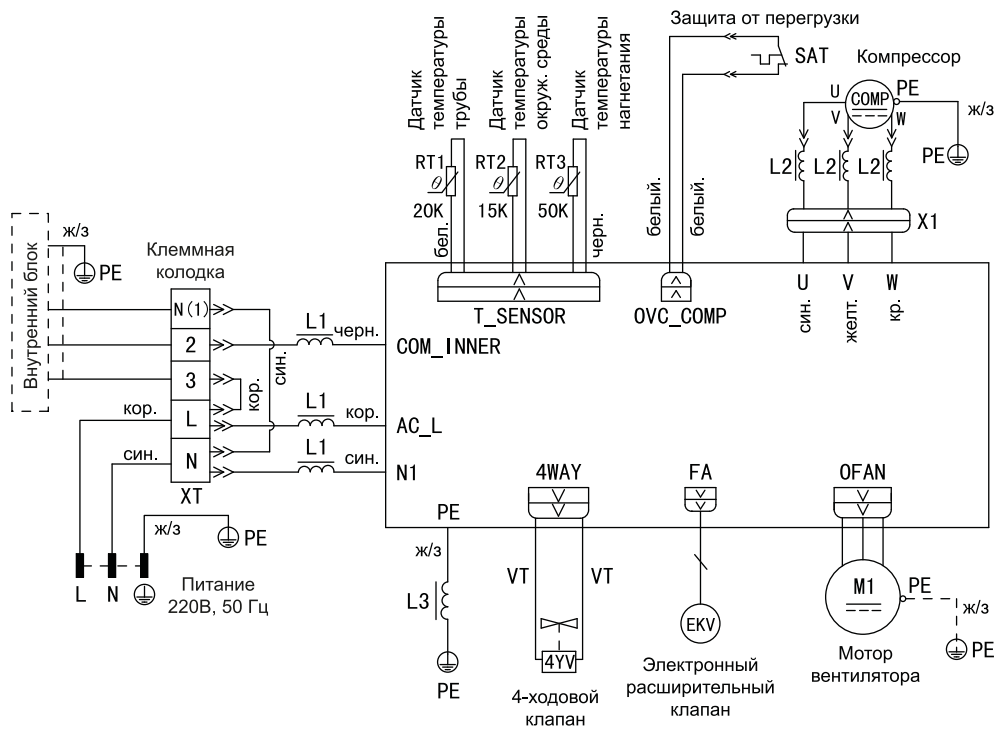 Защита от перегрузки
SAT
Компрессор
U
COMP
PE
V
W
ж/з
PE
L2
L2
L2
X1
Датчик
температуры
трубы
Датчик
температуры
окруж. среды
Датчик
температуры
нагнетания
RT1
θ
20K
RT2
θ
15K
RT3
θ
50K
бел.
черн.
белый.
белый.
T_SENSOR
OVC_COMP
U
V
W
син.
желт.
кр.
Внутренний блок
ж/з
PE
Клеммная
колодка
N(1)
2
3
L
N
XT
кор.
син.
кор.
син.
L1
черн.
COM_INNER
L1
кор.
AC_L
L1
син.
N1
ж/з
PE
L
N
Питание
220В, 50 Гц
PE
ж/з
L3
PE
4WAY
VT
VT
4YV
4-ходовой
клапан
FA
EKV
Электронный
расширительный
клапан
OFAN
M1
PE
ж/з
PE
Мотор
вентилятора